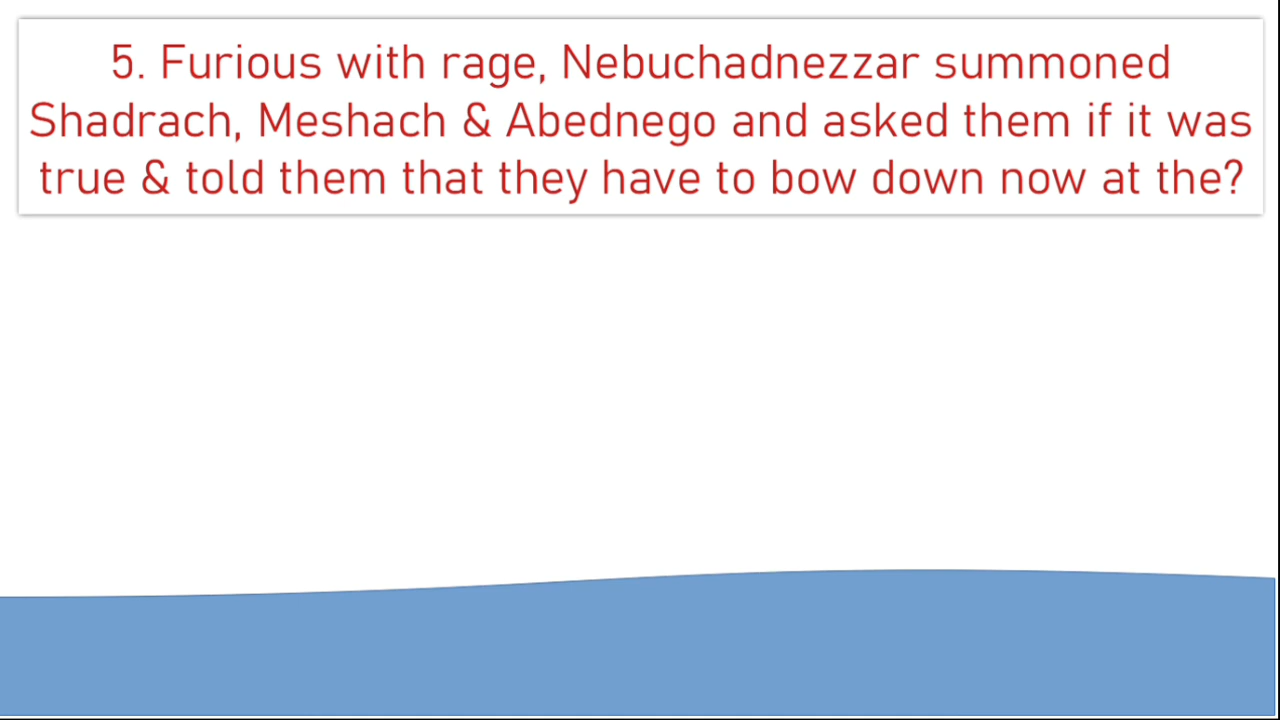 5. Furious with rage, Nebuchadnezzar summoned
Shadrach, Meshach & Abednego and asked them if it was
true & told them that they have to bow down now at the?